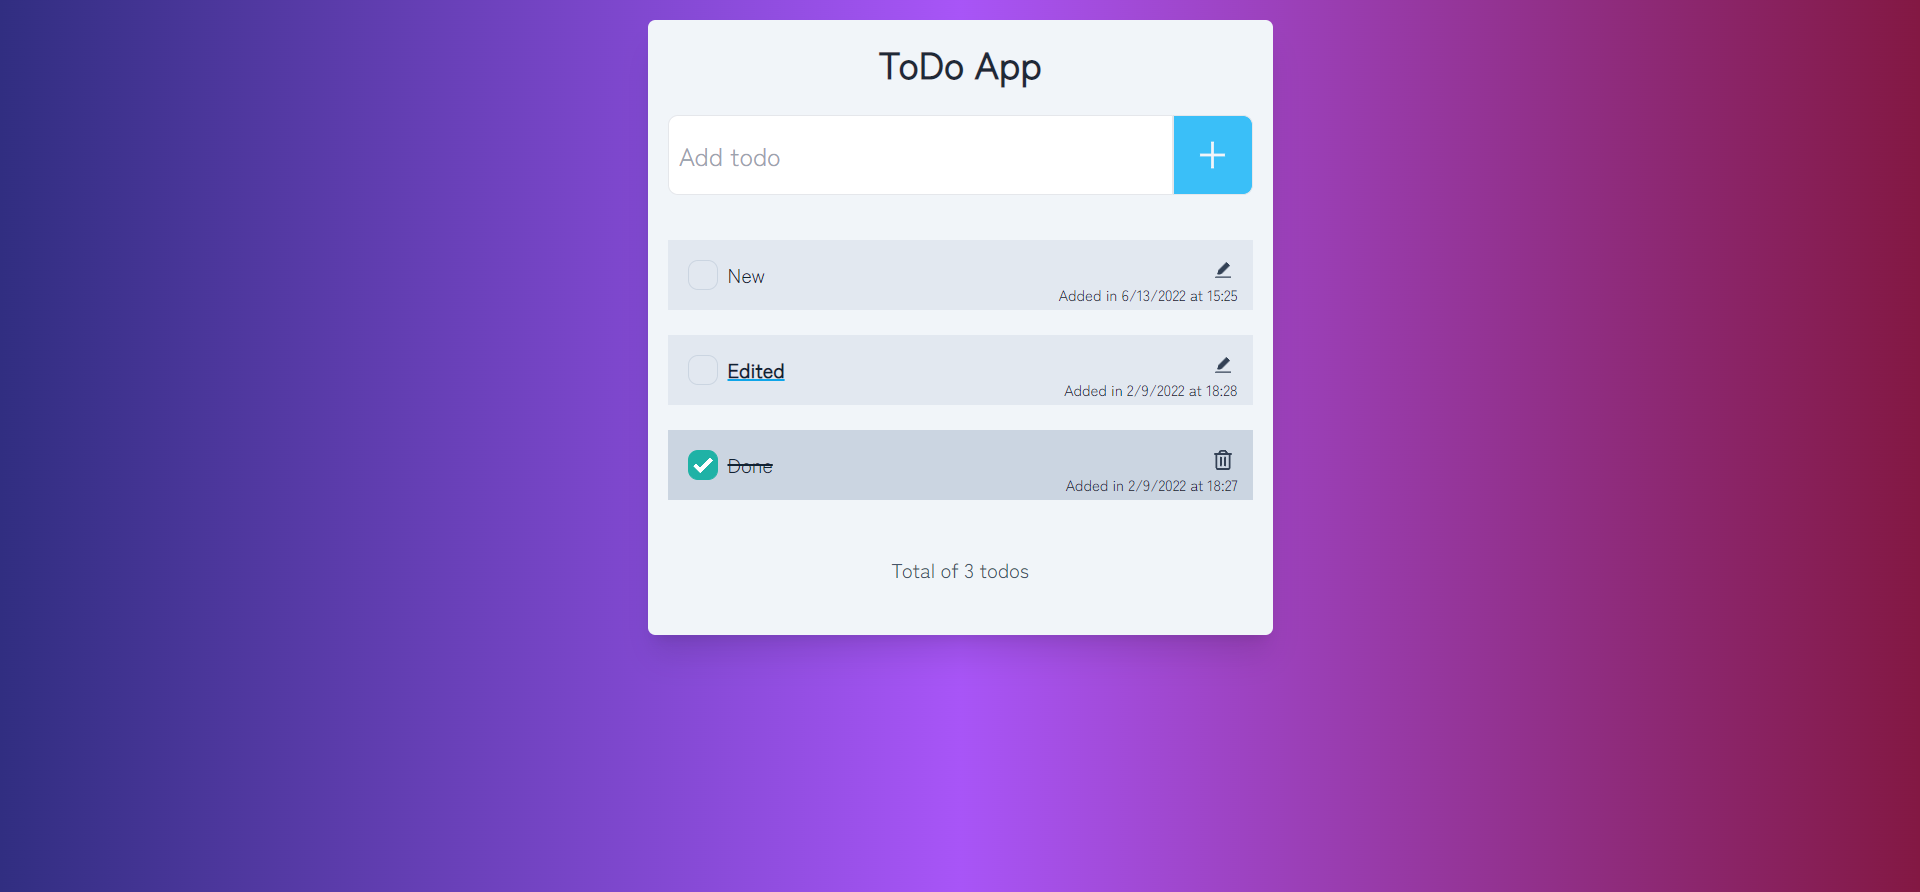 ToDo App
Add todo
New
Added in 6/13/2022 at 15:25
Edited
Added in 2/9/2022 at 18:28
Done
Added in 2/9/2022 at 18:27
Total of 3 todos